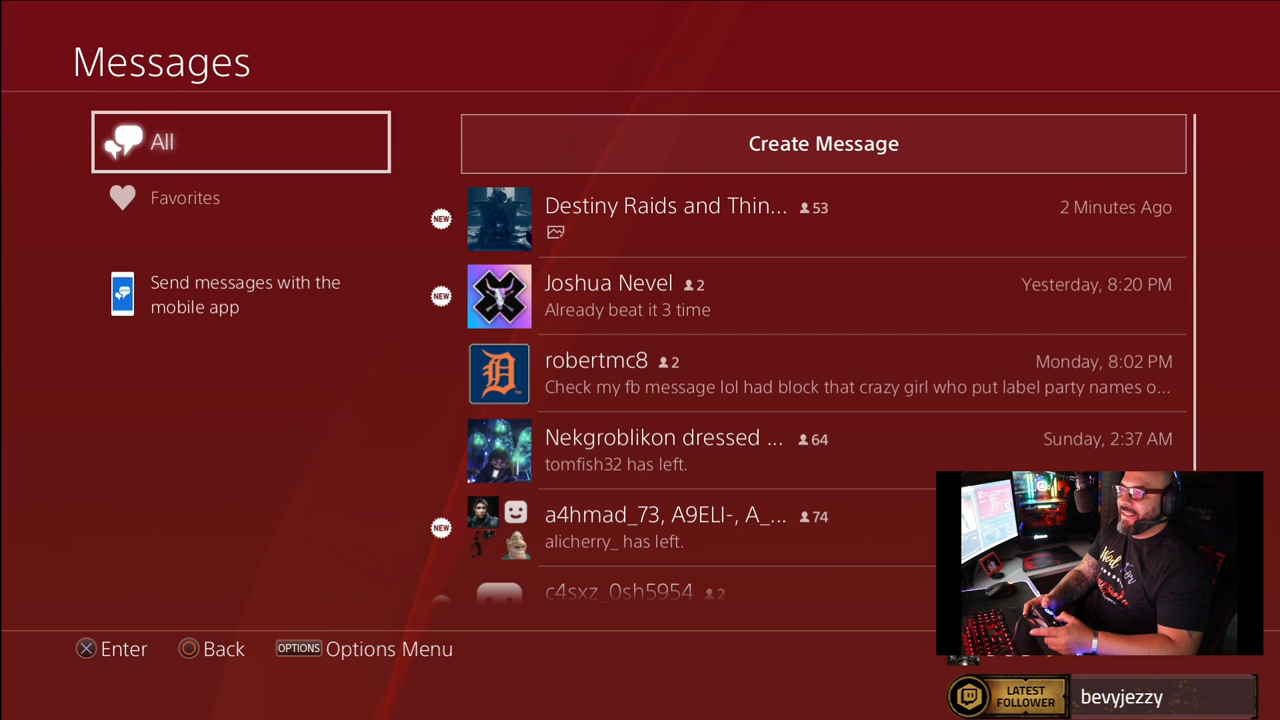 Messages
All
Favorites
Send messages with the
mobile app
Create Message
NEW
Destiny Raids and Thin... 53
2 Minutes Ago
NEW
Joshua Nevel 2
Yesterday, 8:20 PM
Already beat it 3 time
robertmc8 2
Monday, 8:02 PM
Check my fb message lol had block that crazy girl who put label party names o...
Nekgroblikon dressed ... 64
Sunday, 2:37 AM
tomfish32 has left.
NEW
a4hmad_73, A9ELI-, A_... 74
alicherry_ has left.
c4sxz_0sh5954 2
Enter
Back
OPTIONS Options Menu
LATEST
FOLLOWER
bevyjezzy